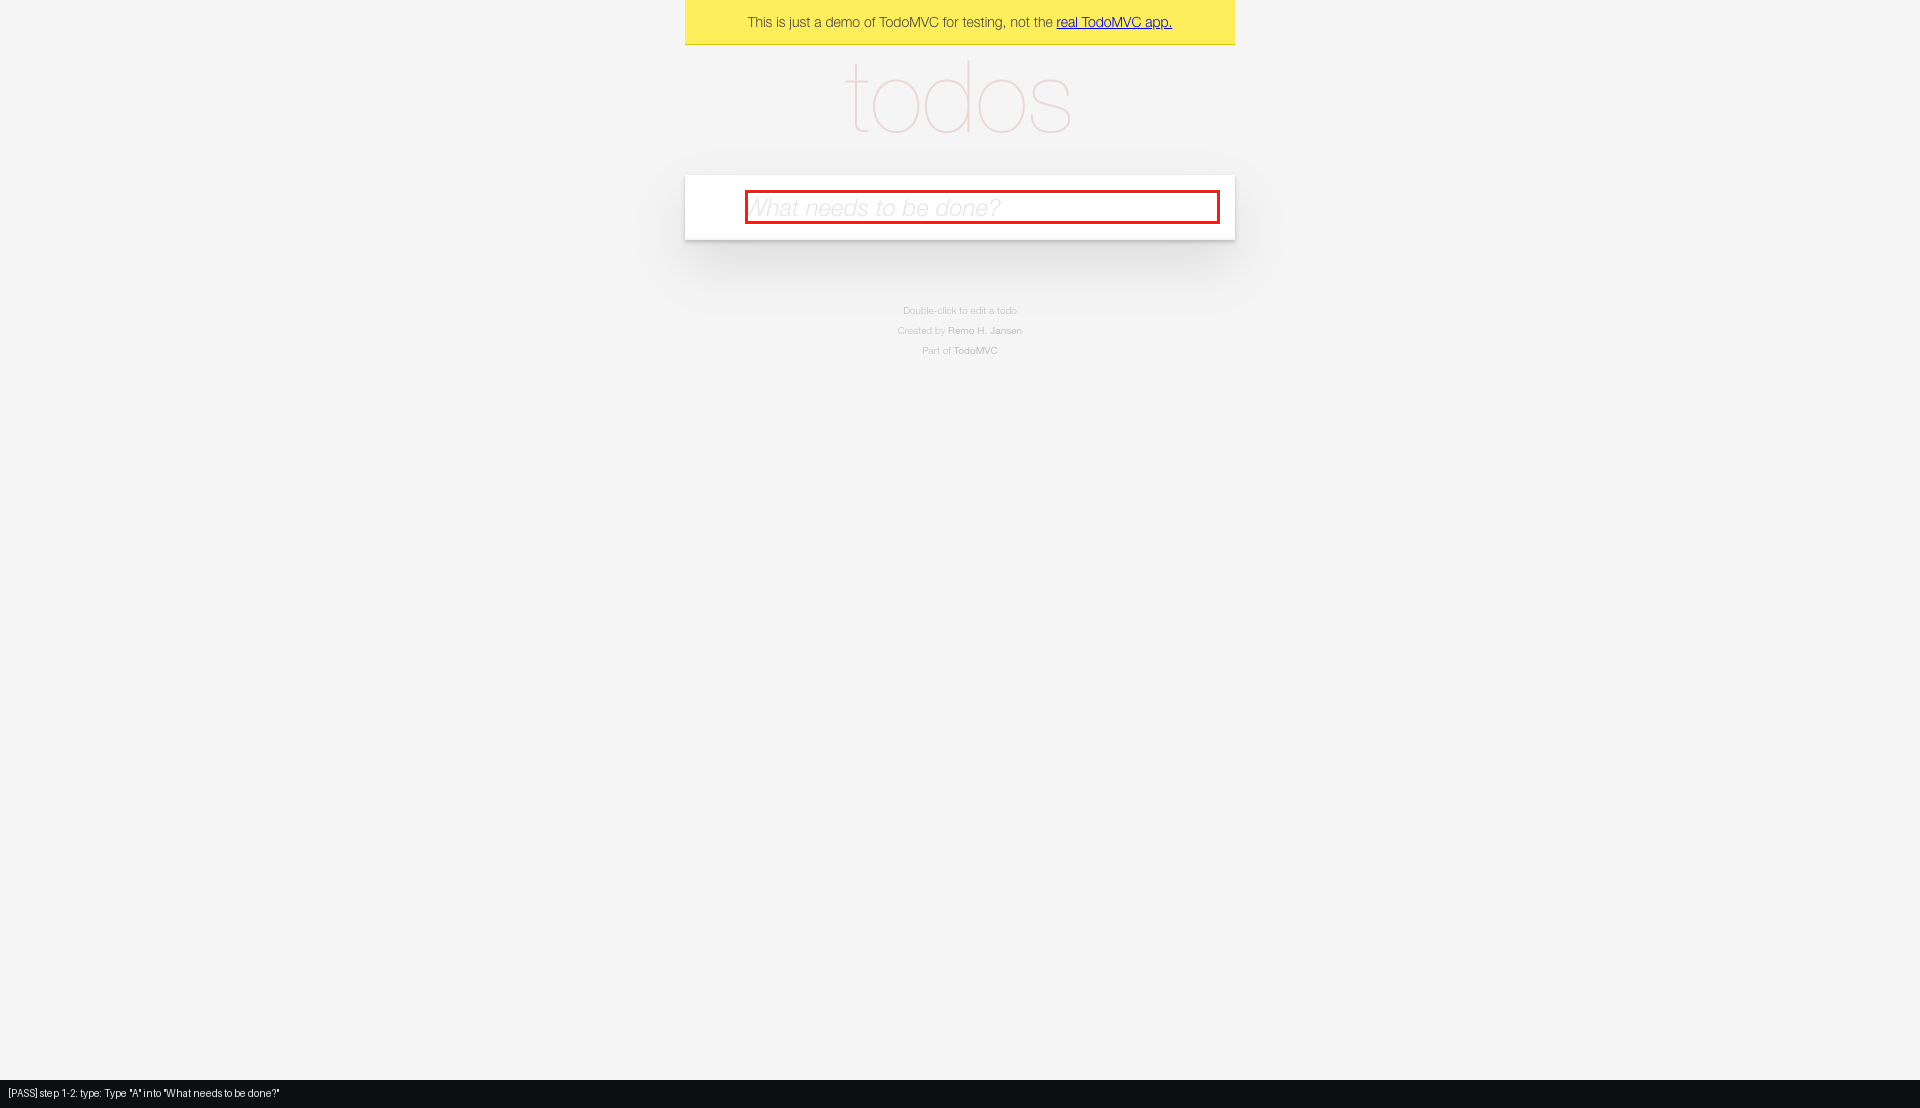 This is just a demo of TodoMVC for testing, not the real TodoMVC app.
todos
What needs to be done?
Double-click to edit a todo
Created by Remo H. Jansen
Part of TodoMVC
[PASS] step 1-2: type: Type "A" into "What needs to be done?"